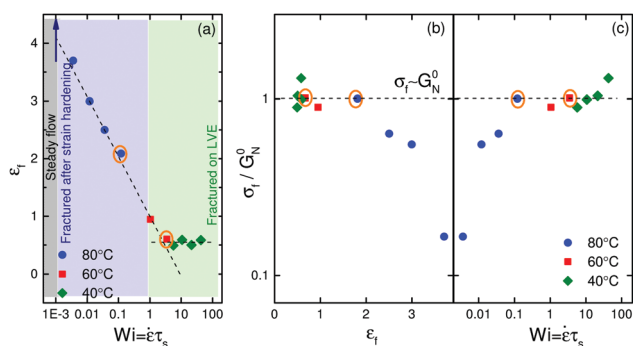 (a)
(b)
(c)
4
3
2
1
0
ε_f
Steady flow
Fractured after strain hardening
Fractured on LVE
80°C
60°C
40°C
1E-3
0.01
0.1
1
10
100
Wi=ε̇τ_s
σ_f / G_N^0
1
0.1
σ_f~G_N^0
0
1
2
3
ε_f
0.01
0.1
1
10
80°C
60°C
40°C
Wi=ε̇τ_s